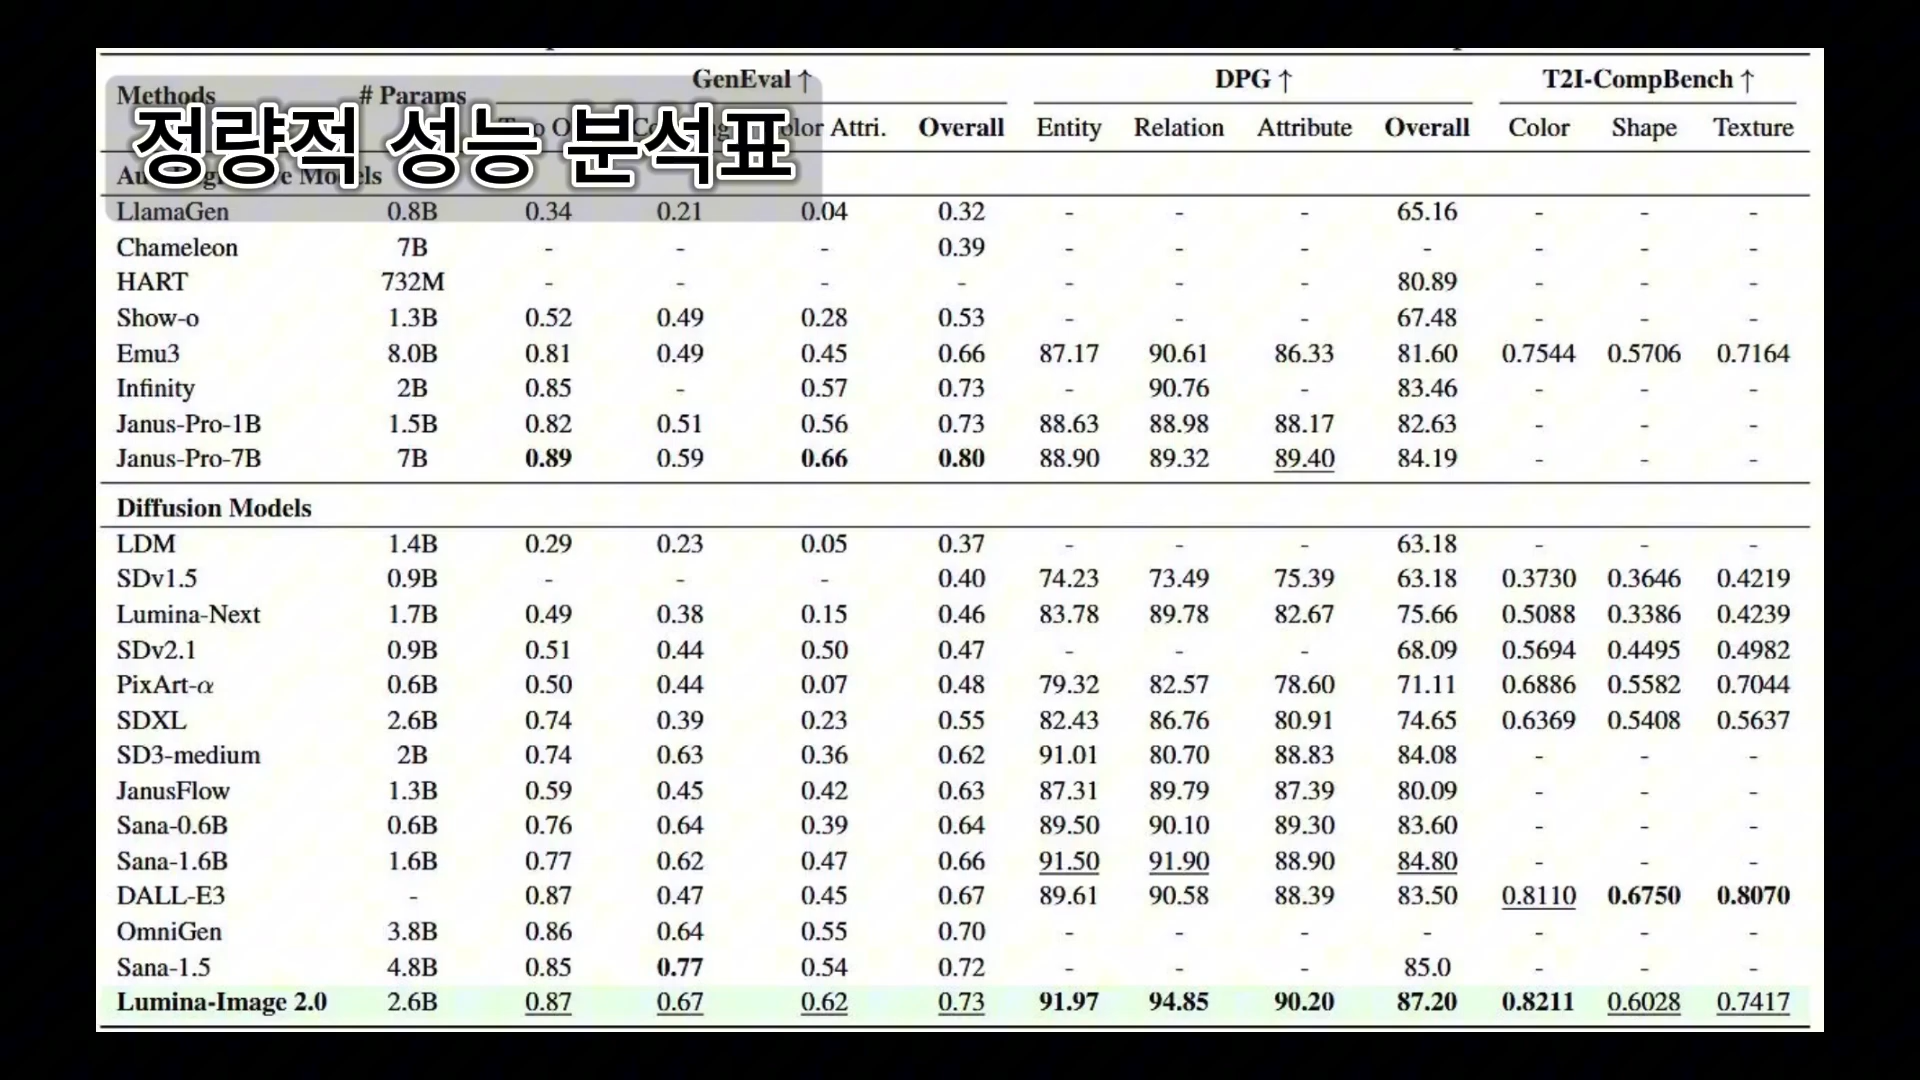 정량적 성능 분석표
Methods # Params GenEval ↑ DPG ↑ T2I-CompBench ↑
Attri. Overall Entity Relation Attribute Overall Color Shape Texture
LlamaGen 0.8B 0.34 0.21 0.04 0.32 - - - 65.16 - - -
Chameleon 7B - - - 0.39 - - - - - - -
HART 732M - - - - - - - 80.89 - - -
Show-o 1.3B 0.52 0.49 0.28 0.53 - - - 67.48 - - -
Emu3 8.0B 0.81 0.49 0.45 0.66 87.17 90.61 86.33 81.60 0.7544 0.5706 0.7164
Infinity 2B 0.85 - 0.57 0.73 - 90.76 - 83.46 - - -
Janus-Pro-1B 1.5B 0.82 0.51 0.56 0.73 88.63 88.98 88.17 82.63 - - -
Janus-Pro-7B 7B 0.89 0.59 0.66 0.80 88.90 89.32 89.40 84.19 - - -
Diffusion Models
LDM 1.4B 0.29 0.23 0.05 0.37 - - - 63.18 - - -
SDv1.5 0.9B - - - 0.40 74.23 73.49 75.39 63.18 0.3730 0.3646 0.4219
Lumina-Next 1.7B 0.49 0.38 0.15 0.46 83.78 89.78 82.67 75.66 0.5088 0.3386 0.4239
SDv2.1 0.9B 0.51 0.44 0.50 0.47 - - - 68.09 0.5694 0.4495 0.4982
PixArt-α 0.6B 0.50 0.44 0.07 0.48 79.32 82.57 78.60 71.11 0.6886 0.5582 0.7044
SDXL 2.6B 0.74 0.39 0.23 0.55 82.43 86.76 80.91 74.65 0.6369 0.5408 0.5637
SD3-medium 2B 0.74 0.63 0.36 0.62 91.01 80.70 88.83 84.08 - - -
JanusFlow 1.3B 0.59 0.45 0.42 0.63 87.31 89.79 87.39 80.09 - - -
Sana-0.6B 0.6B 0.76 0.64 0.39 0.64 89.50 90.10 89.30 83.60 - - -
Sana-1.6B 1.6B 0.77 0.62 0.47 0.66 91.50 91.90 88.90 84.80 - - -
DALL-E3 - 0.87 0.47 0.45 0.67 89.61 90.58 88.39 83.50 0.8110 0.6750 0.8070
OmniGen 3.8B 0.86 0.64 0.55 0.70 - - - - - - -
Sana-1.5 4.8B 0.85 0.77 0.54 0.72 - - - 85.0 - - -
Lumina-Image 2.0 2.6B 0.87 0.67 0.62 0.73 91.97 94.85 90.20 87.20 0.8211 0.6028 0.7417